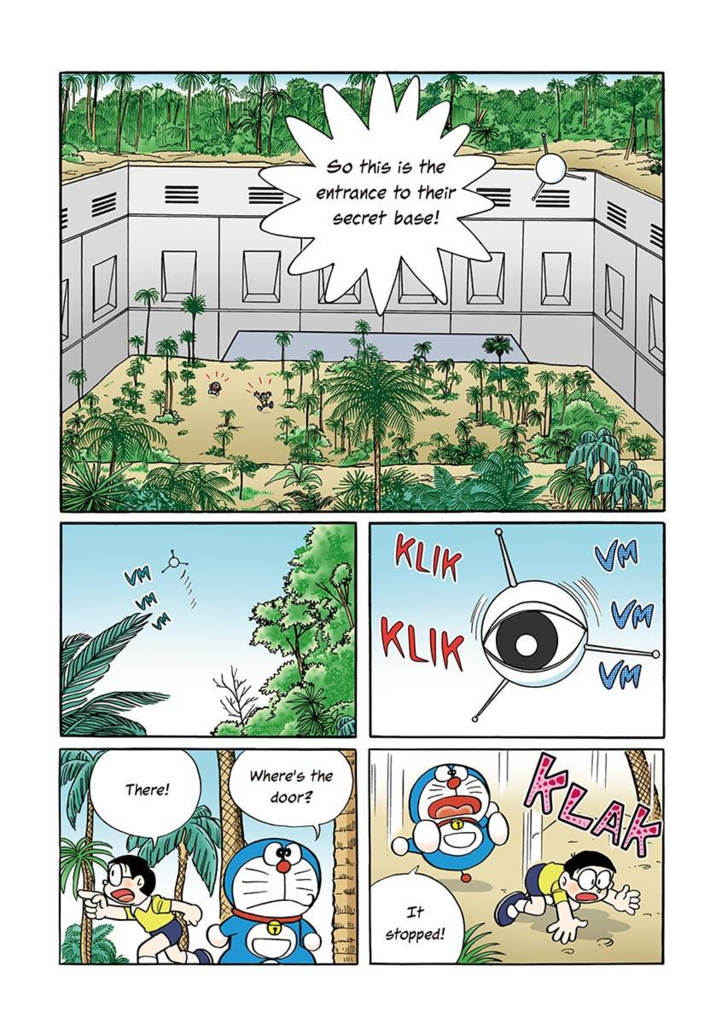 So this is the
entrance to their
secret base!
VM
VM
VM
KLIK
KLIK
VM
VM
VM
There!
Where's the
door?
KLAK
It
stopped!